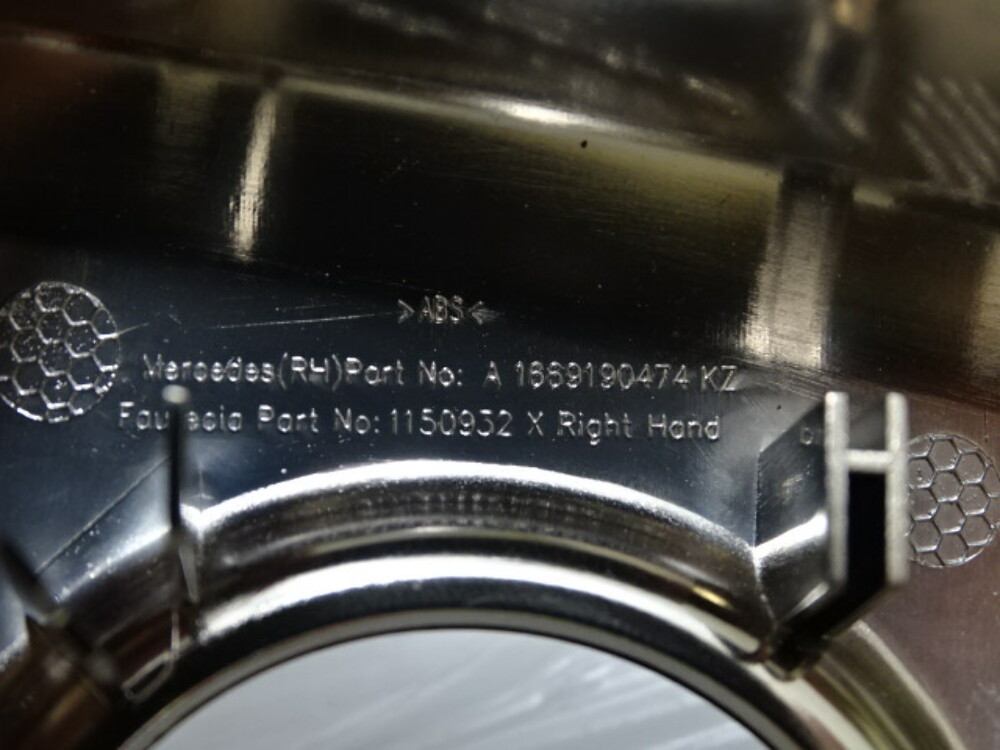 >ABS<
Mercedes(RH)Part No: A 1669190474 KZ
Faurecia Part No: 1150932 X Right Hand